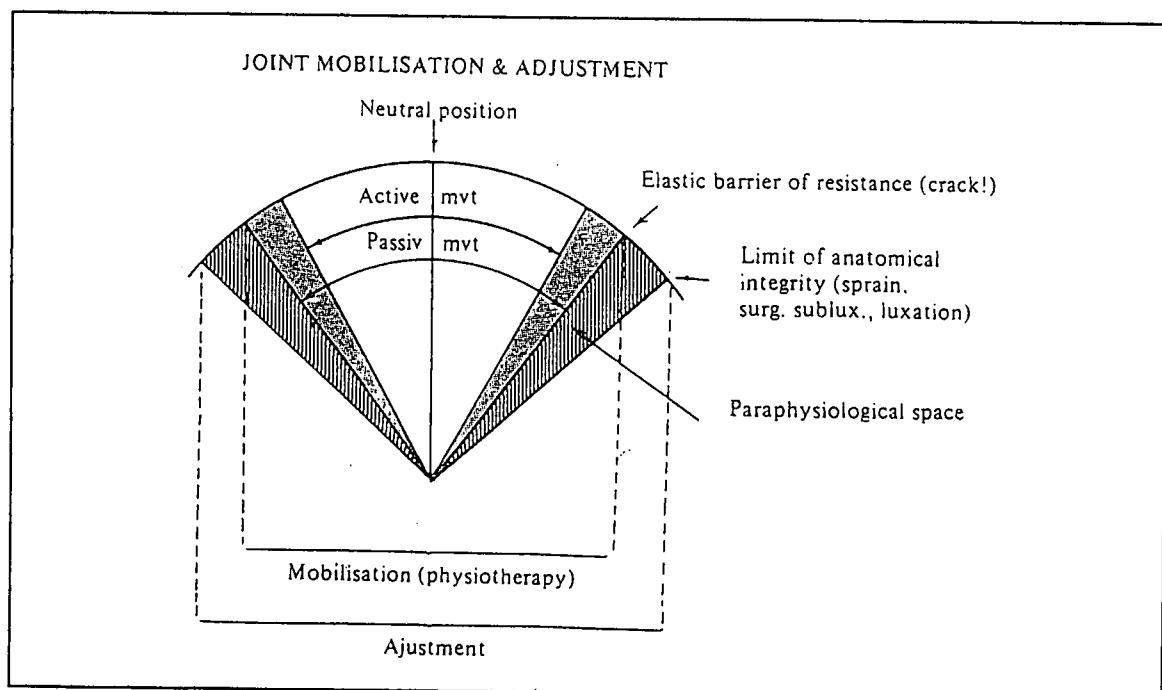 JOINT MOBILISATION & ADJUSTMENT
Neutral position
Elastic barrier of resistance (crack!)
Active mvt
Passiv mvt
Limit of anatomical
integrity (sprain.
surg. sublux., luxation)
Paraphysiological space
Mobilisation (physiotherapy)
Ajustment